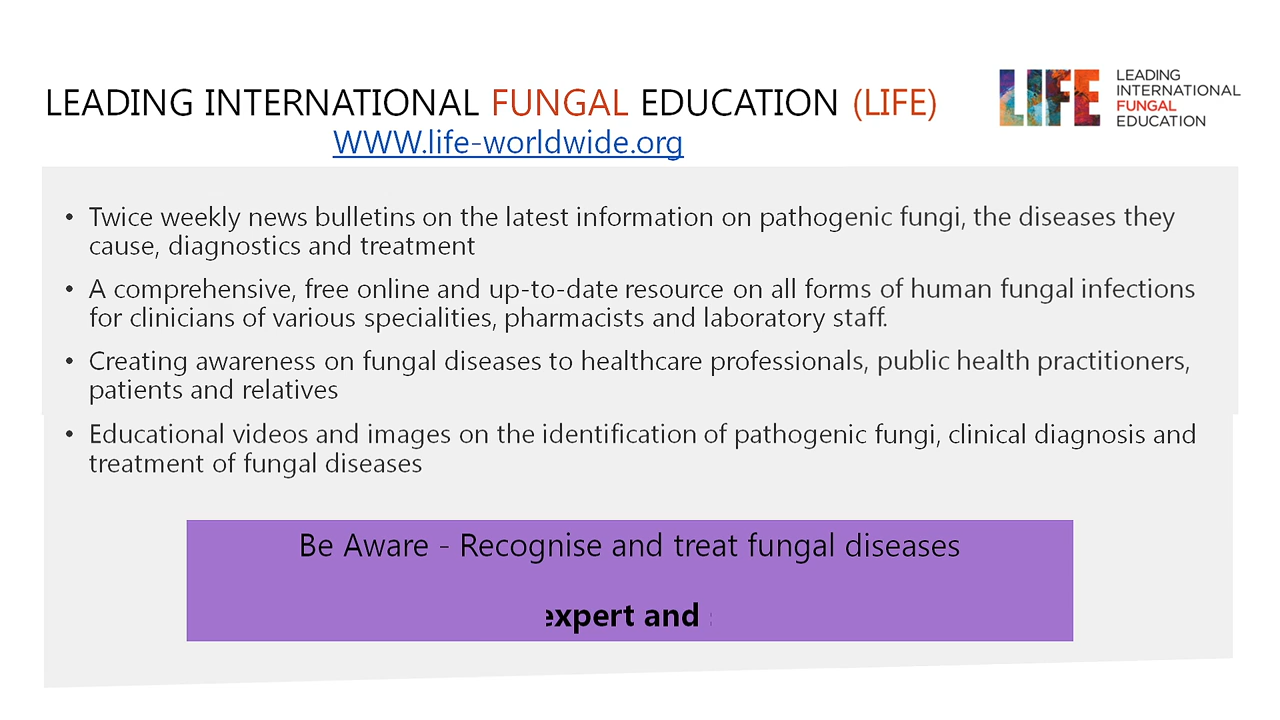 LEADING INTERNATIONAL FUNGAL EDUCATION (LIFE)
WWW.life-worldwide.org
LIFE
LEADING
INTERNATIONAL
FUNGAL
EDUCATION
• Twice weekly news bulletins on the latest information on pathogenic fungi, the diseases they
cause, diagnostics and treatment
• A comprehensive, free online and up-to-date resource on all forms of human fungal infections
for clinicians of various specialities, pharmacists and laboratory staff.
• Creating awareness on fungal diseases to healthcare professionals, public health practitioners,
patients and relatives
• Educational videos and images on the identification of pathogenic fungi, clinical diagnosis and
treatment of fungal diseases
Be Aware - Recognise and treat fungal diseases
expert and